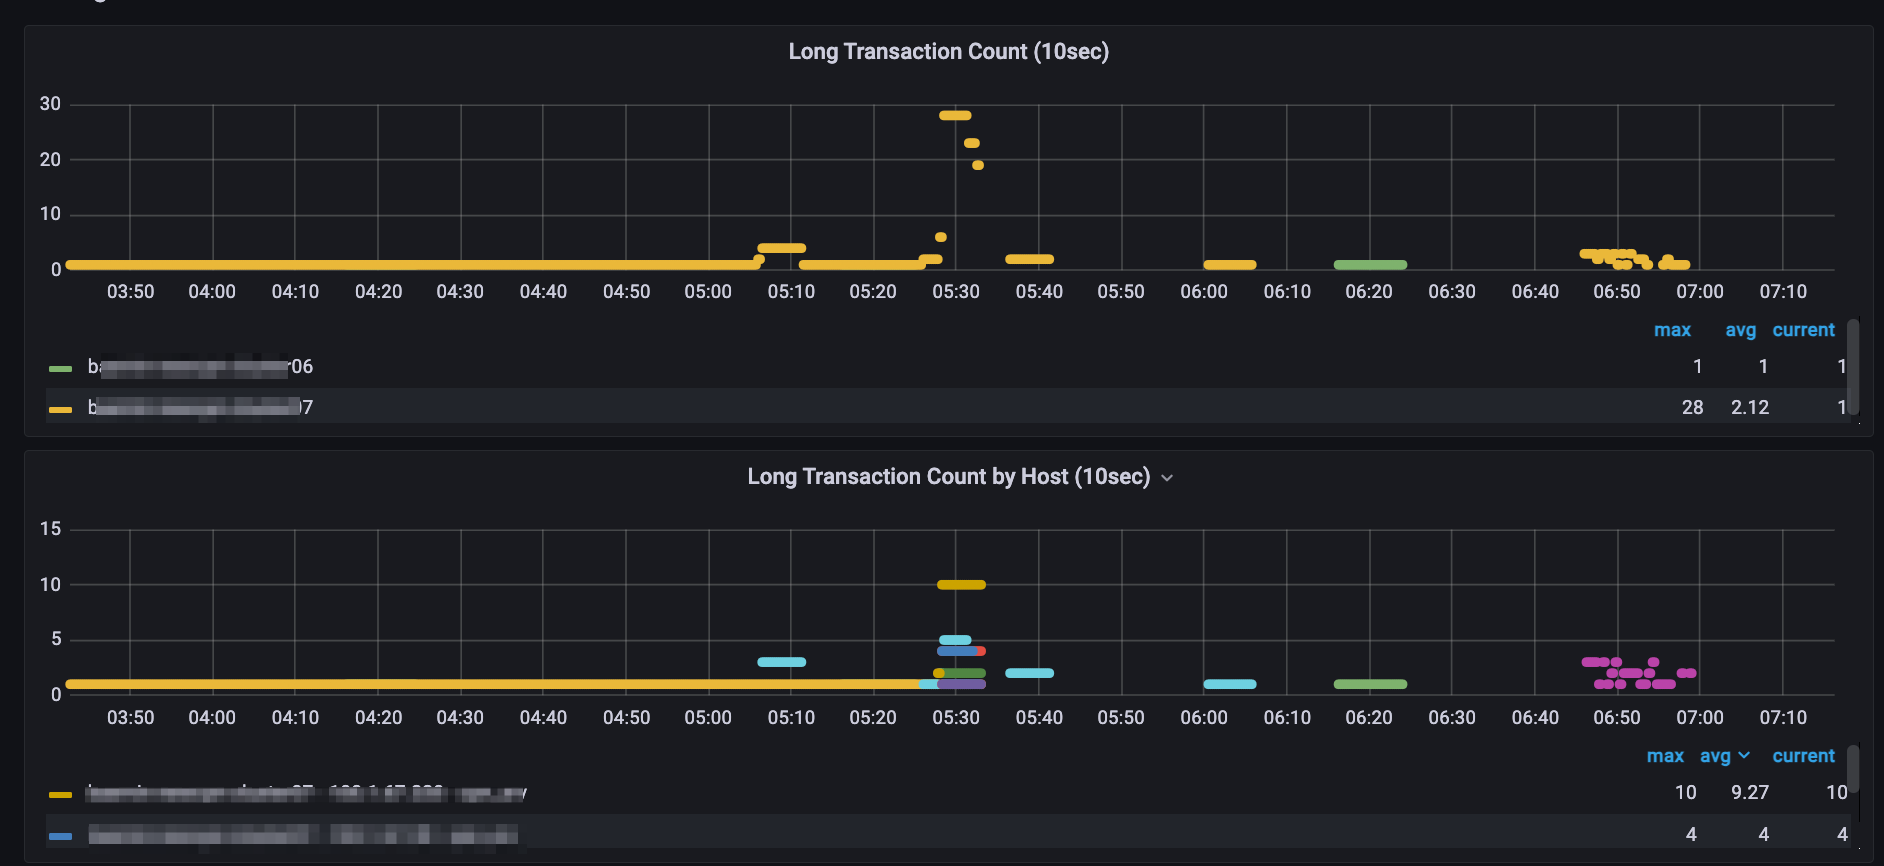 Long Transaction Count (10sec)
30
20
10
0
03:50 04:00 04:10 04:20 04:30 04:40 04:50 05:00 05:10 05:20 05:30 05:40 05:50 06:00 06:10 06:20 06:30 06:40 06:50 07:00 07:10
max avg current
r06 1 1 1
28 2.12 1
Long Transaction Count by Host (10sec)
15
10
5
0
03:50 04:00 04:10 04:20 04:30 04:40 04:50 05:00 05:10 05:20 05:30 05:40 05:50 06:00 06:10 06:20 06:30 06:40 06:50 07:00 07:10
max avg current
10 9.27 10
4 4 4